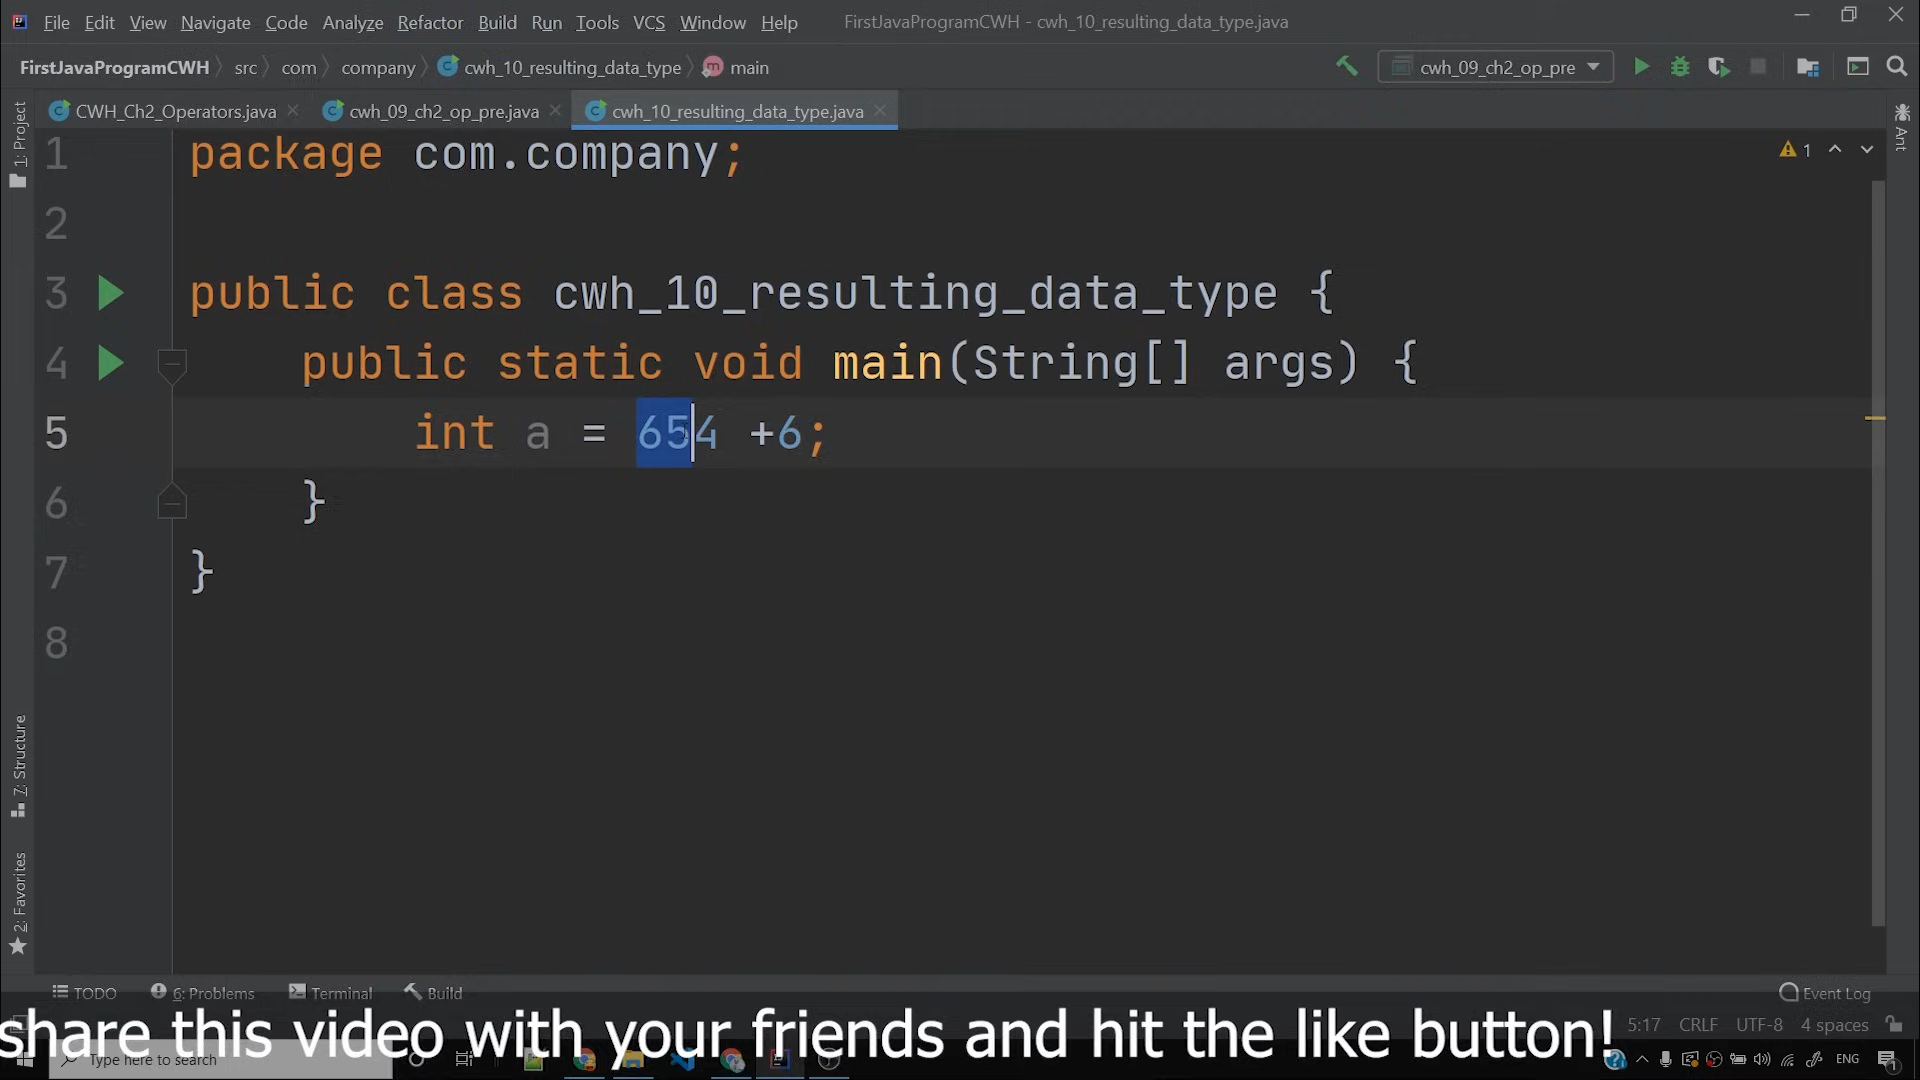 File Edit View Navigate Code Analyze Refactor Build Run Tools VCS Window Help FirstJavaProgramCWH - cwh_10_resulting_data_type.java
FirstJavaProgramCWH src com company cwh_10_resulting_data_type main cwh_09_ch2_op_pre
CWH_Ch2_Operators.java cwh_09_ch2_op_pre.java cwh_10_resulting_data_type.java
1: Project
Ant
1 package com.company; 1
2
3 public class cwh_10_resulting_data_type {
4 public static void main(String[] args) {
5 int a = 654 +6;
6 }
7 }
8
7: Structure
2: Favorites
TODO 6: Problems Terminal Build Event Log
share this video with your friends and hit the like button!
5:17 CRLF UTF-8 4 spaces
Type here to search ENG 1